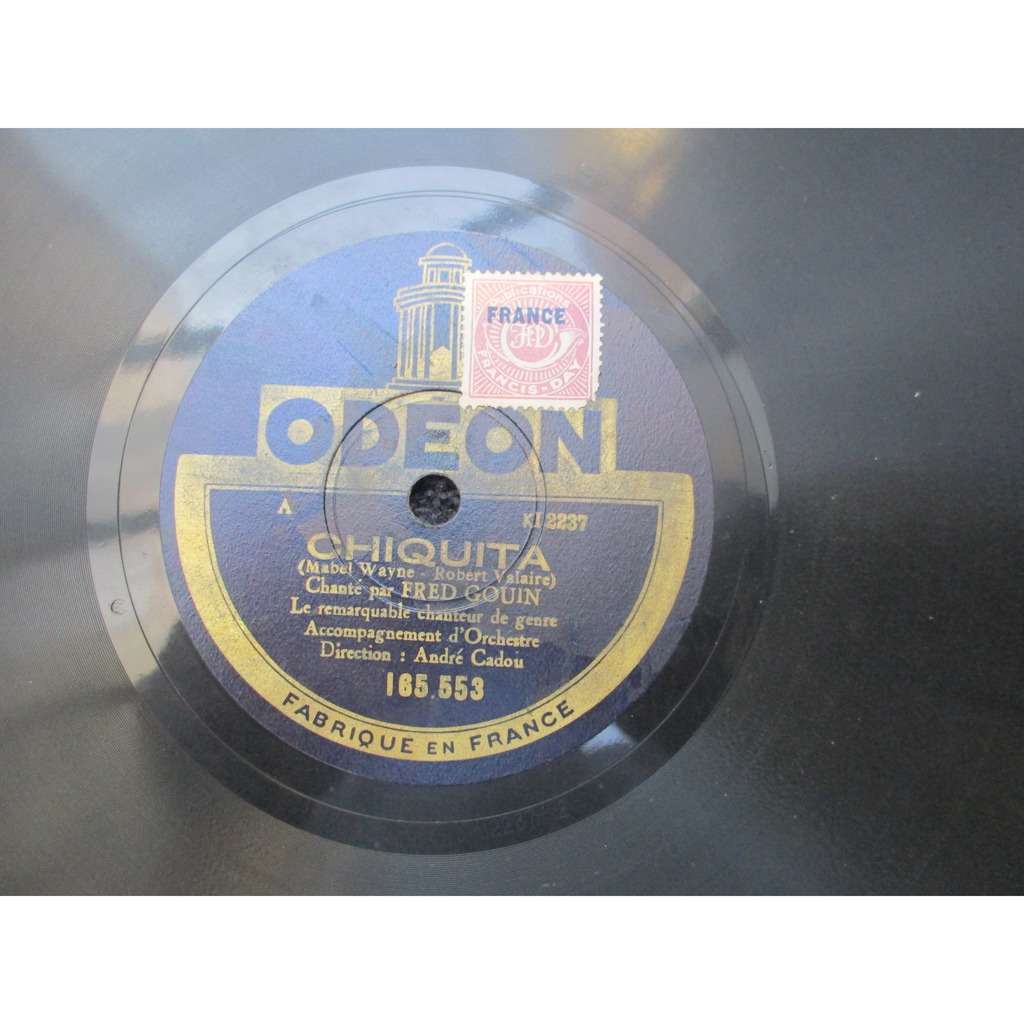 FRANCE
FRANCIS-DAY
ODEON
A
KI 2237
CHIQUITA
(Mabel Wayne - Robert Valaire)
Chanté par FRED GOUIN
Le remarquable chanteur de genre
Accompagnement d'Orchestre
Direction : André Cadou
165.553
FABRIQUE EN FRANCE